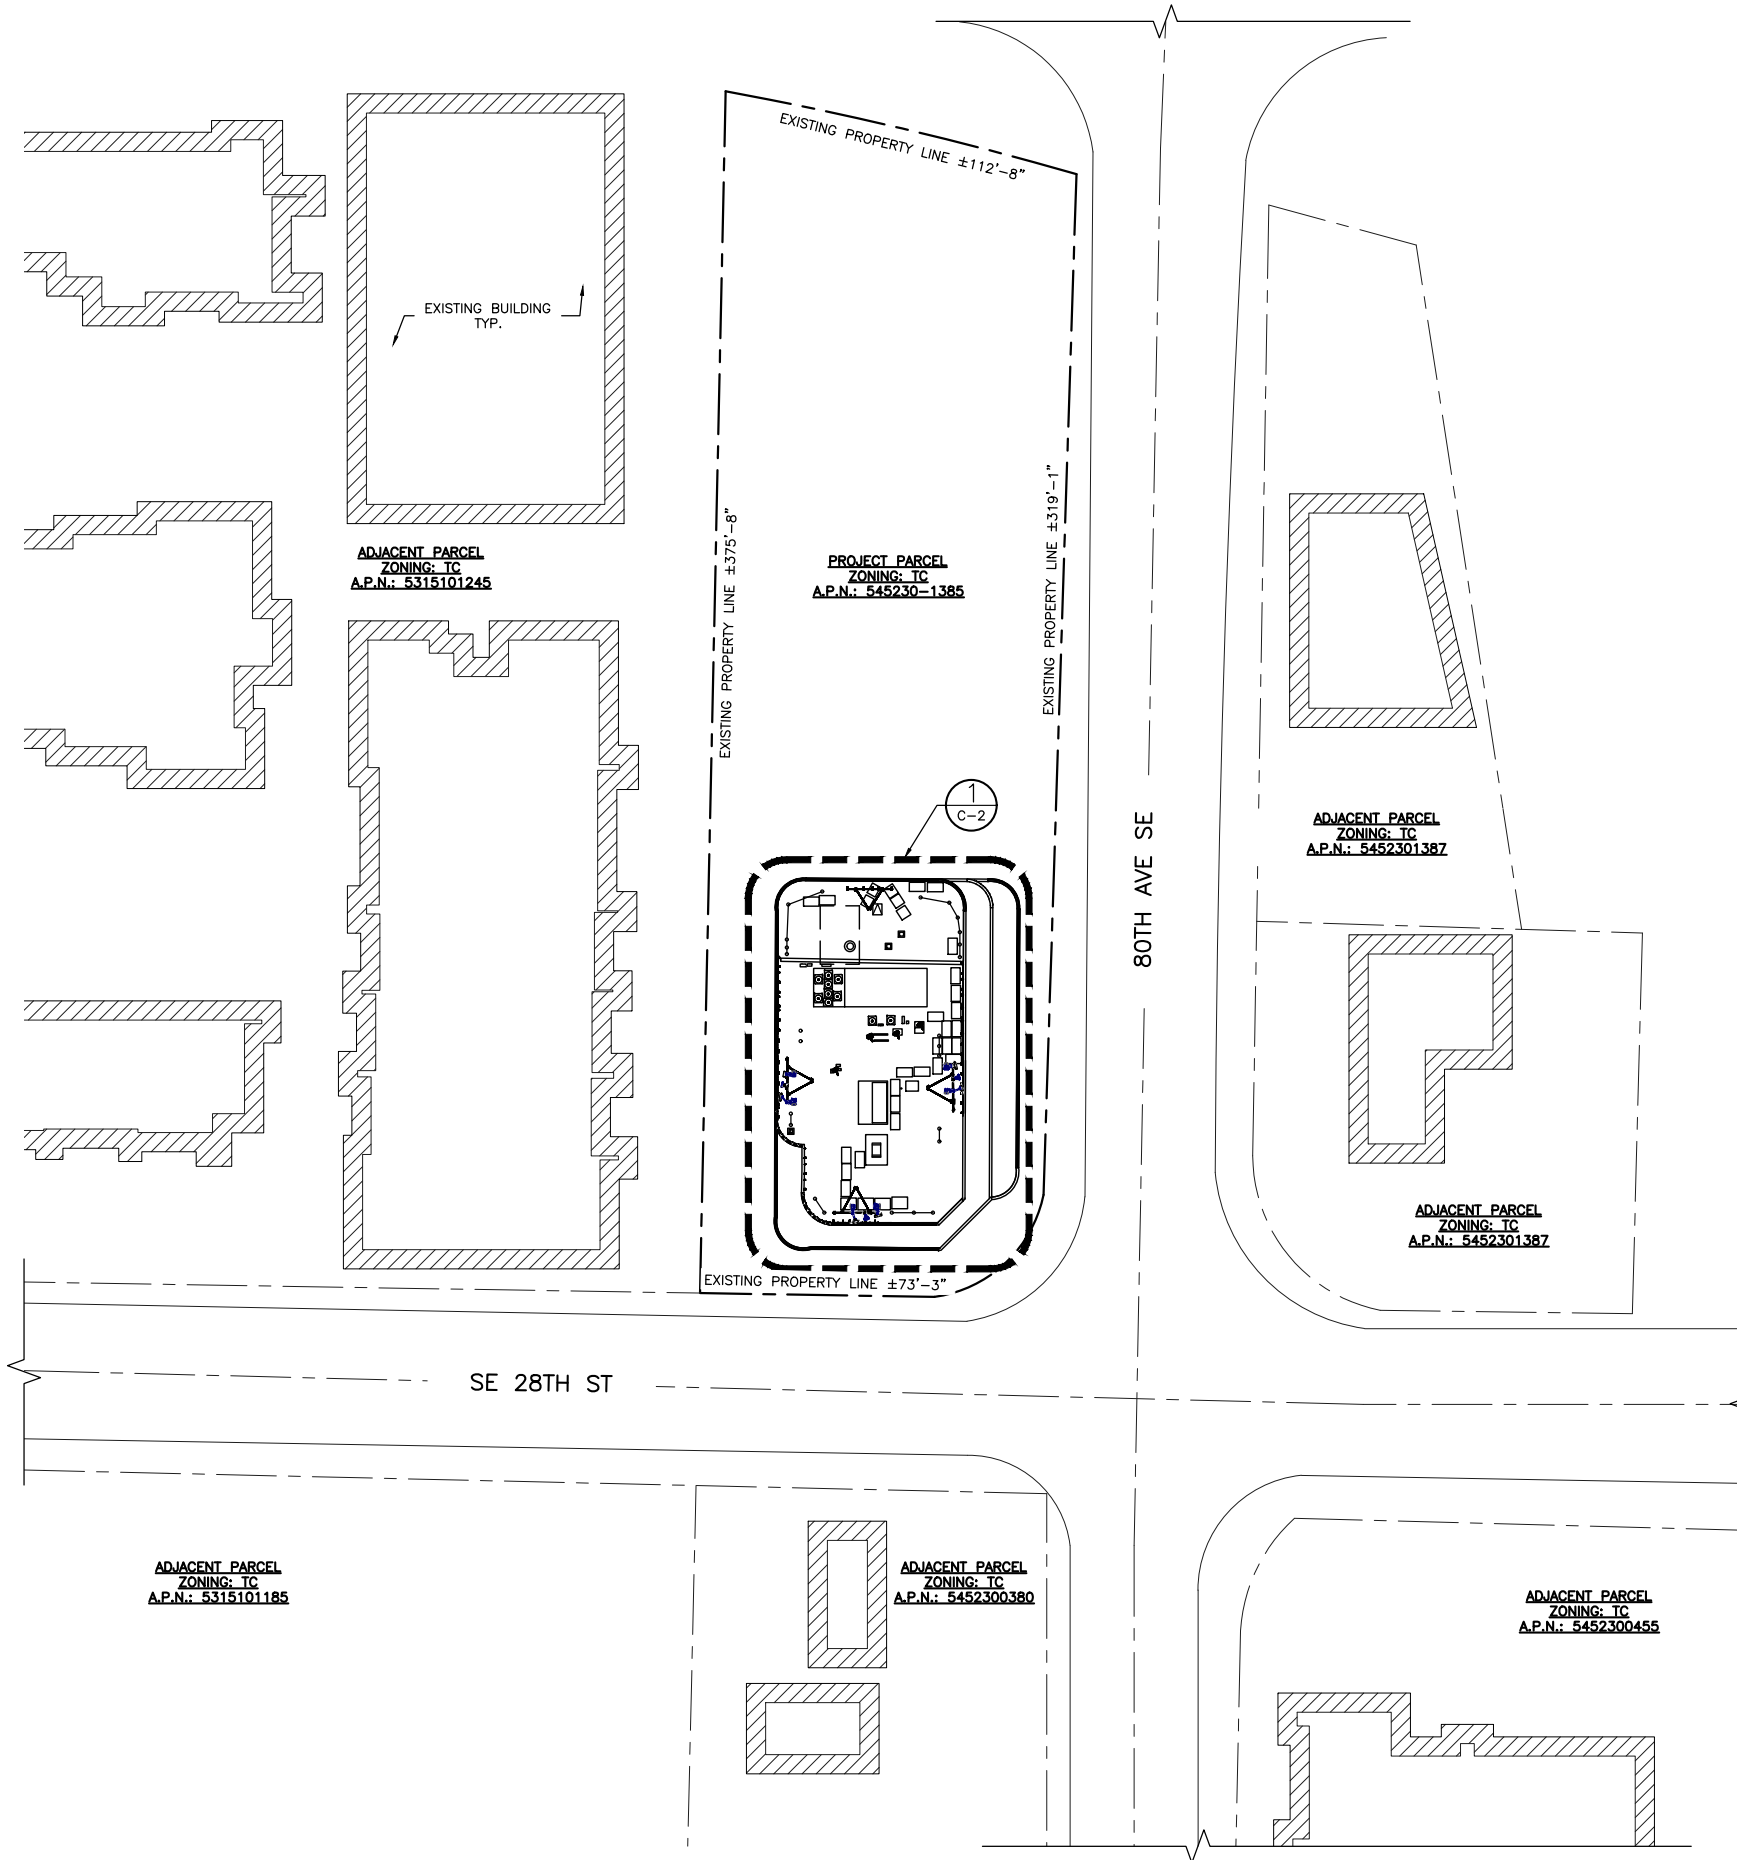 EXISTING PROPERTY LINE ±112'-8"
EXISTING BUILDING
TYP.
EXISTING PROPERTY LINE ±375'-8"
EXISTING PROPERTY LINE ±319'-1"
ADJACENT PARCEL
ZONING: TC
A.P.N.: 5315101245
PROJECT PARCEL
ZONING: TC
A.P.N.: 545230-1385
1
C-2
80TH AVE SE
ADJACENT PARCEL
ZONING: TC
A.P.N.: 5452301387
ADJACENT PARCEL
ZONING: TC
A.P.N.: 5452301387
EXISTING PROPERTY LINE ±73'-3"
SE 28TH ST
ADJACENT PARCEL
ZONING: TC
A.P.N.: 5315101185
ADJACENT PARCEL
ZONING: TC
A.P.N.: 5452300380
ADJACENT PARCEL
ZONING: TC
A.P.N.: 5452300455